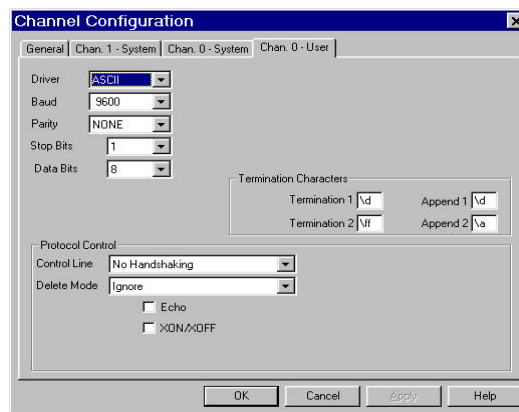 Channel Configuration
General Chan. 1 - System Chan. 0 - System Chan. 0 - User
Driver ASCII
Baud 9600
Parity NONE
Stop Bits 1
Data Bits 8
Termination Characters
Termination 1 \d Append 1 \d
Termination 2 \ff Append 2 \a
Protocol Control
Control Line No Handshaking
Delete Mode Ignore
Echo
XON/XOFF
OK Cancel Apply Help